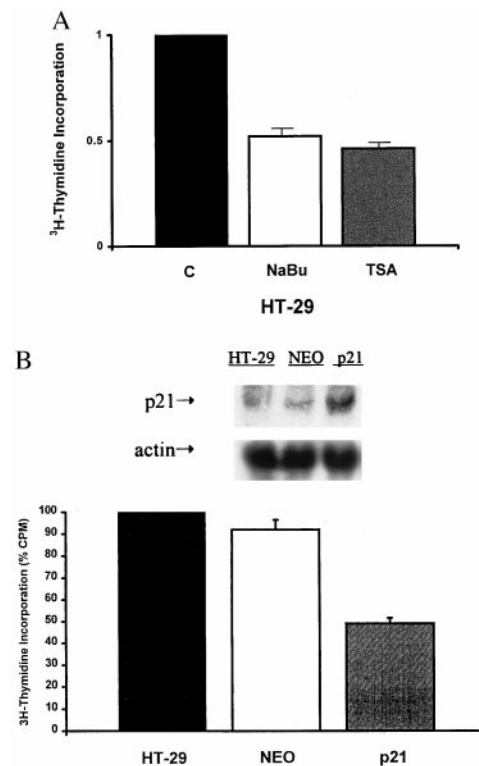 A
³H-Thymidine Incorporation
1
0.5
0
C NaBu TSA
HT-29
B
HT-29 NEO p21
p21→
actin→
3H-Thymidine Incorporation (% CPM)
100
90
80
70
60
50
40
30
20
10
0
HT-29 NEO p21